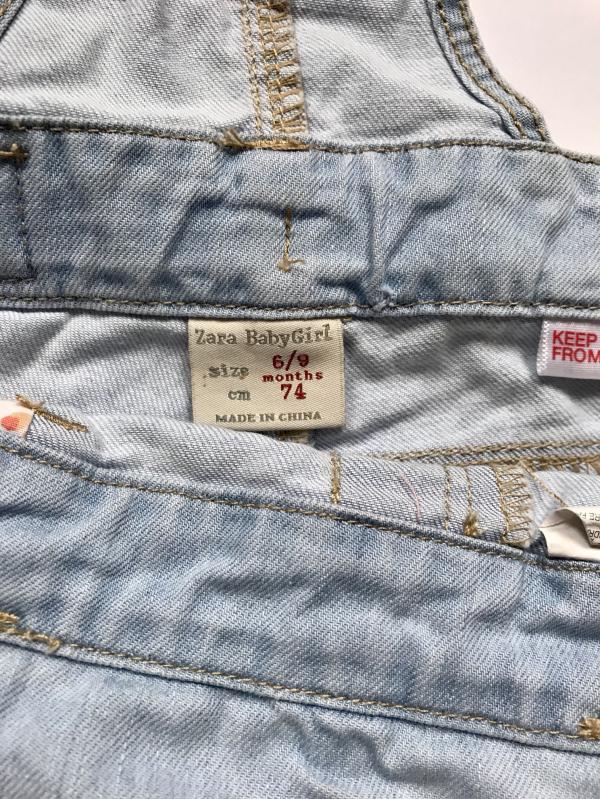 Zara BabyGirl
size 6/9 months
cm 74
MADE IN CHINA
KEEP
FROM